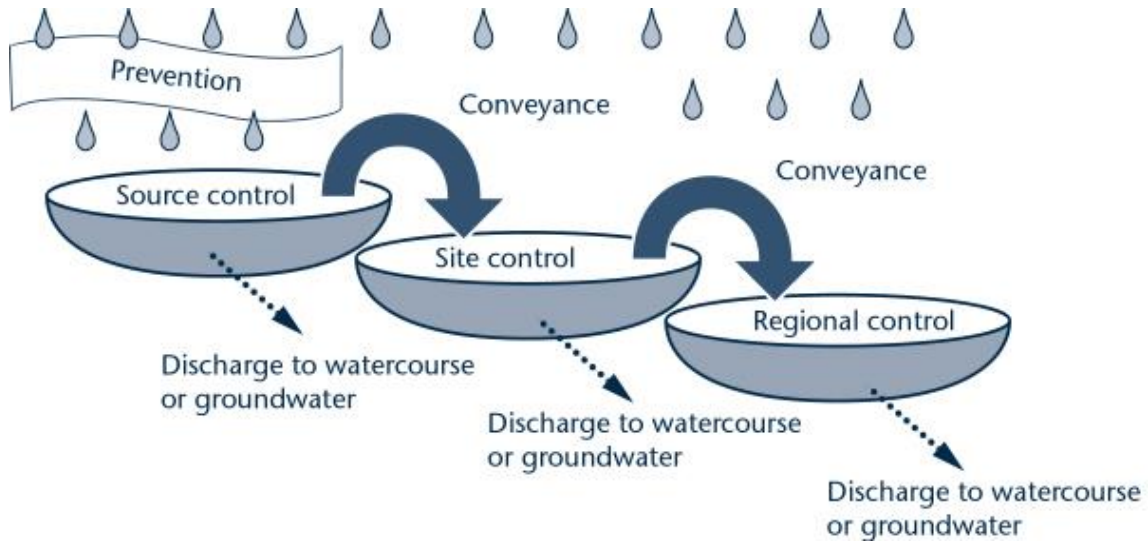 Prevention
Conveyance
Conveyance
Source control
Site control
Regional control
Discharge to watercourse
or groundwater
Discharge to watercourse
or groundwater
Discharge to watercourse
or groundwater